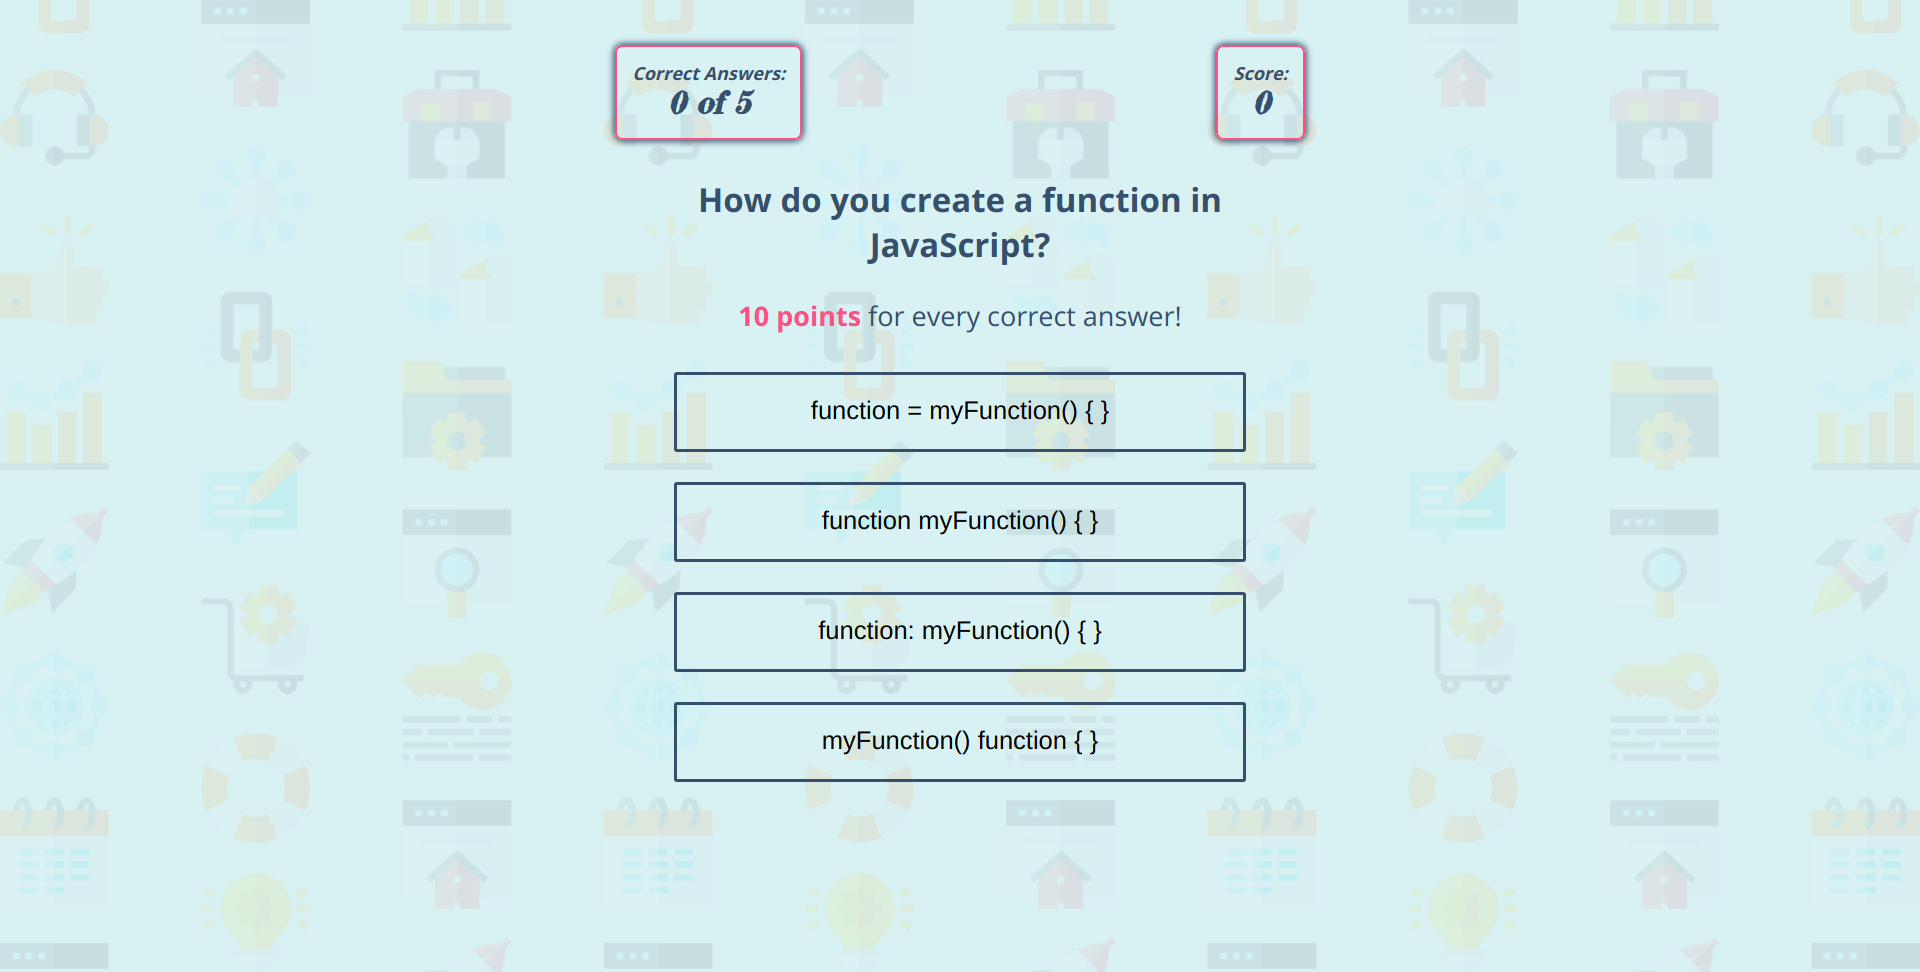 Correct Answers:
0 of 5
Score:
0
How do you create a function in
JavaScript?
10 points for every correct answer!
function = myFunction() { }
function myFunction() { }
function: myFunction() { }
myFunction() function { }